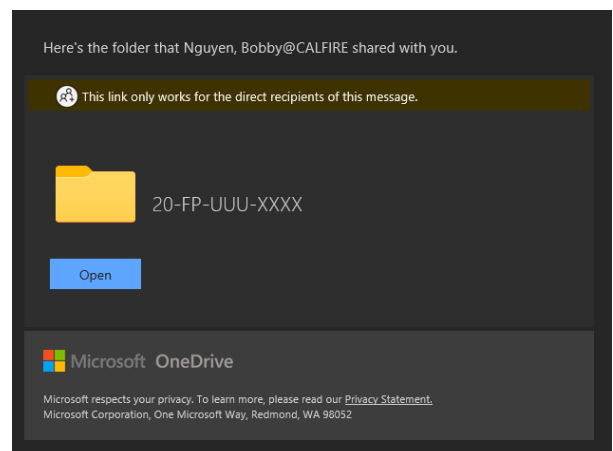 Here's the folder that Nguyen, Bobby@CALFIRE shared with you.
This link only works for the direct recipients of this message.
20-FP-UUU-XXXX
Open
Microsoft OneDrive
Microsoft respects your privacy. To learn more, please read our Privacy Statement.
Microsoft Corporation, One Microsoft Way, Redmond, WA 98052